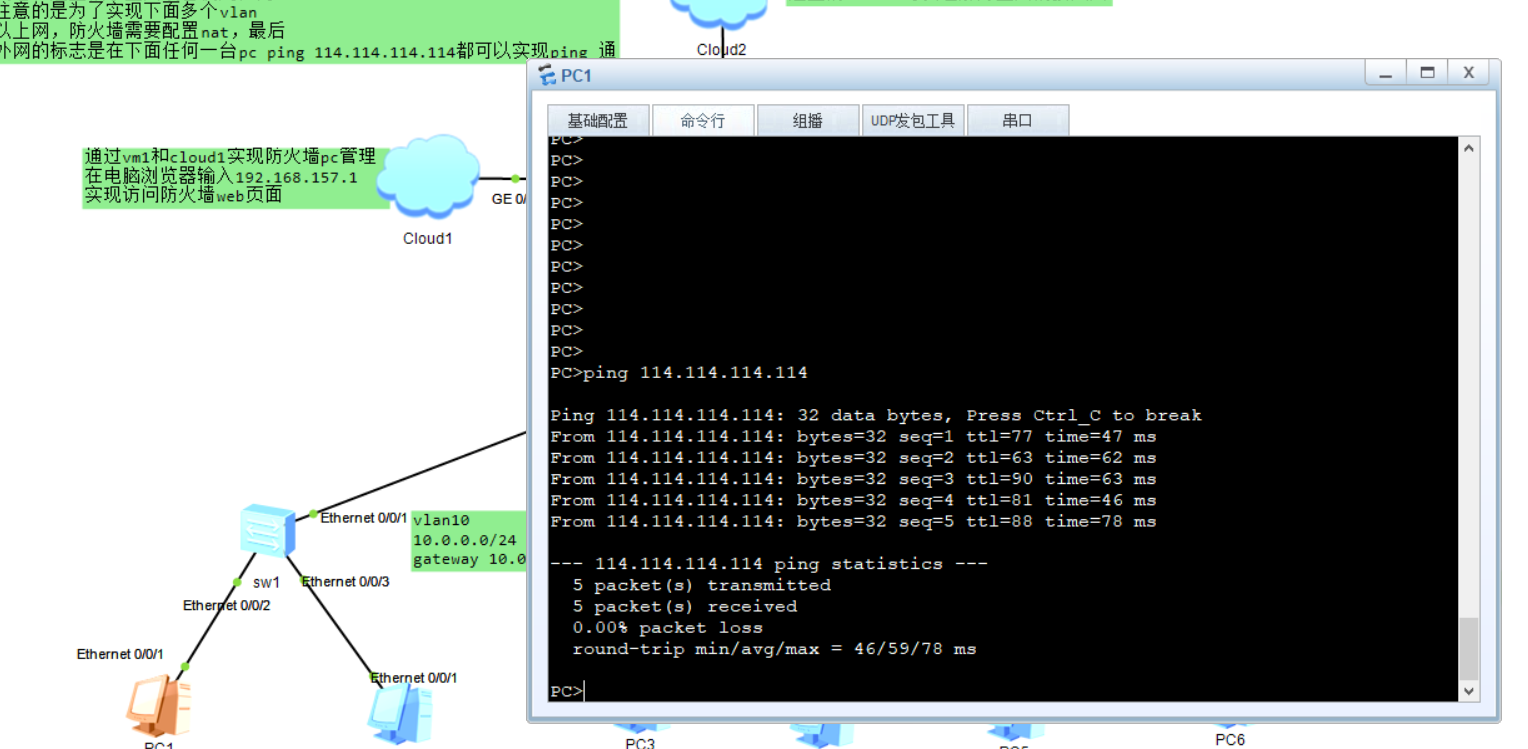 注意的是为了实现下面多个vlan
以上网，防火墙需要配置nat，最后
外网的标志是在下面任何一台pc ping 114.114.114.114都可以实现ping 通
Cloud2
通过vm1和cloud1实现防火墙pc管理
在电脑浏览器输入192.168.157.1
实现访问防火墙web页面
GE 0/
Cloud1
PC1
基础配置 命令行 组播 UDP发包工具 串口
PC>
PC>
PC>
PC>
PC>
PC>
PC>
PC>
PC>
PC>
PC>
PC>ping 114.114.114.114
Ping 114.114.114.114: 32 data bytes, Press Ctrl_C to break
From 114.114.114.114: bytes=32 seq=1 ttl=77 time=47 ms
From 114.114.114.114: bytes=32 seq=2 ttl=63 time=62 ms
From 114.114.114.114: bytes=32 seq=3 ttl=90 time=63 ms
From 114.114.114.114: bytes=32 seq=4 ttl=81 time=46 ms
From 114.114.114.114: bytes=32 seq=5 ttl=88 time=78 ms
--- 114.114.114.114 ping statistics ---
5 packet(s) transmitted
5 packet(s) received
0.00% packet loss
round-trip min/avg/max = 46/59/78 ms
PC>
Ethernet 0/0/1
vlan10
10.0.0.0/24
gateway 10.0
sw1
Ethernet 0/0/3
Ethernet 0/0/2
Ethernet 0/0/1
Ethernet 0/0/1
PC1
PC3
PC5
PC6